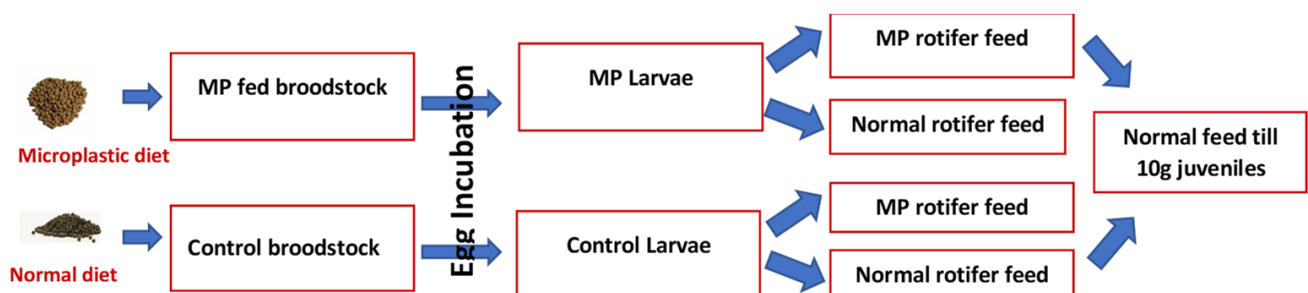 Microplastic diet
MP fed broodstock
Egg Incubation
MP Larvae
MP rotifer feed
Normal rotifer feed
Normal diet
Control broodstock
Control Larvae
MP rotifer feed
Normal rotifer feed
Normal feed till
10g juveniles